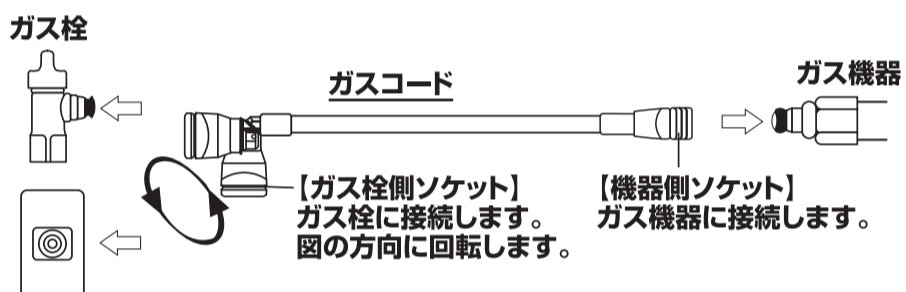 ガス栓
ガスコード
ガス機器
【ガス栓側ソケット】
ガス栓に接続します。
図の方向に回転します。
【機器側ソケット】
ガス機器に接続します。